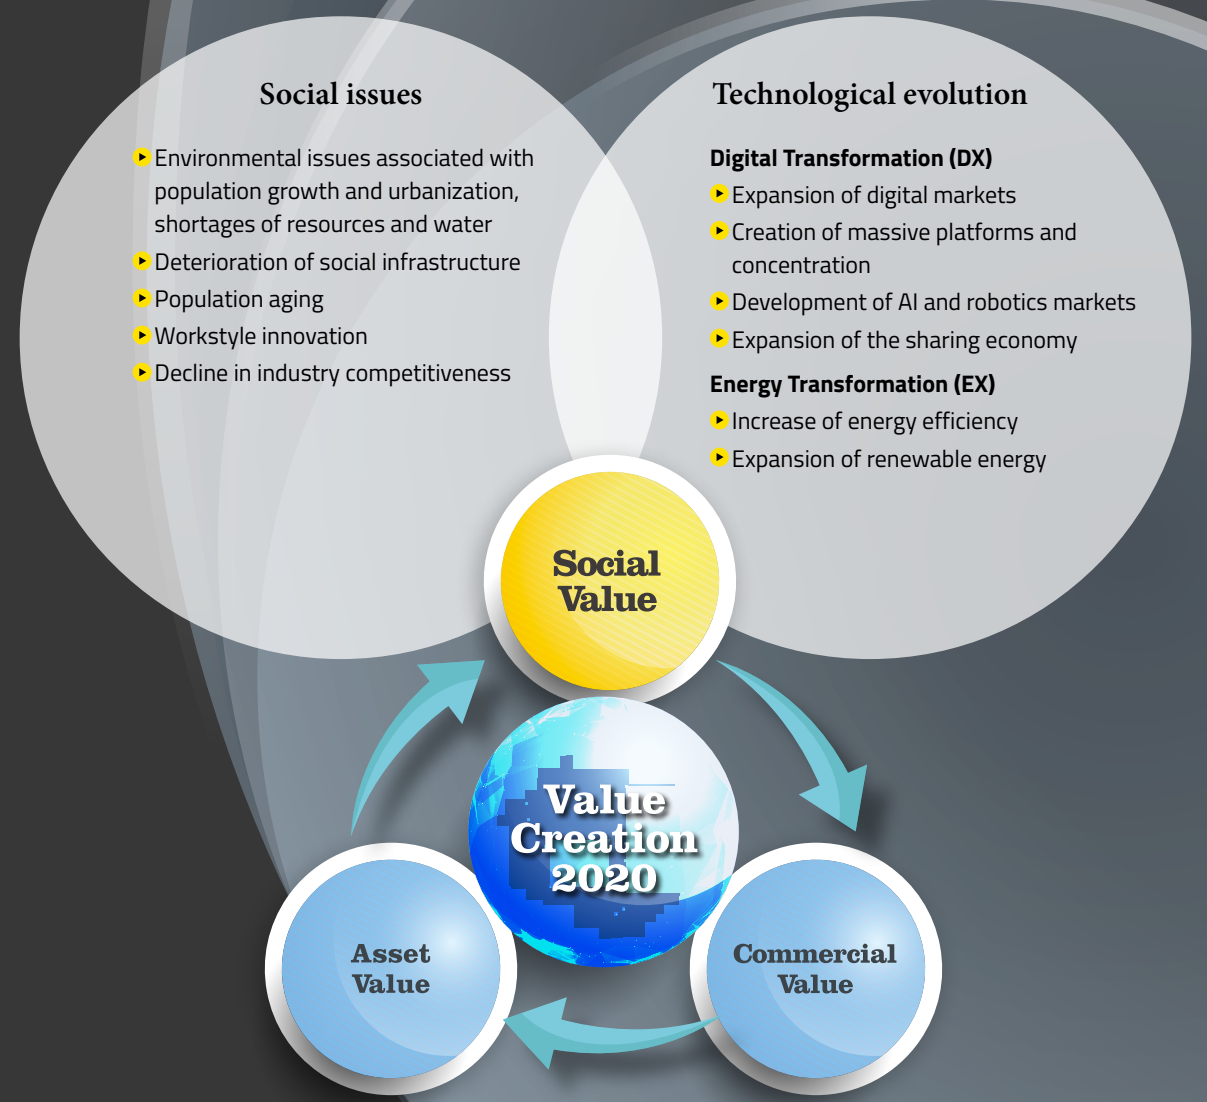 Social issues
Environmental issues associated with
population growth and urbanization,
shortages of resources and water
Deterioration of social infrastructure
Population aging
Workstyle innovation
Decline in industry competitiveness
Technological evolution
Digital Transformation (DX)
Expansion of digital markets
Creation of massive platforms and
concentration
Development of AI and robotics markets
Expansion of the sharing economy
Energy Transformation (EX)
Increase of energy efficiency
Expansion of renewable energy
Social
Value
Value
Creation
2020
Asset
Value
Commercial
Value